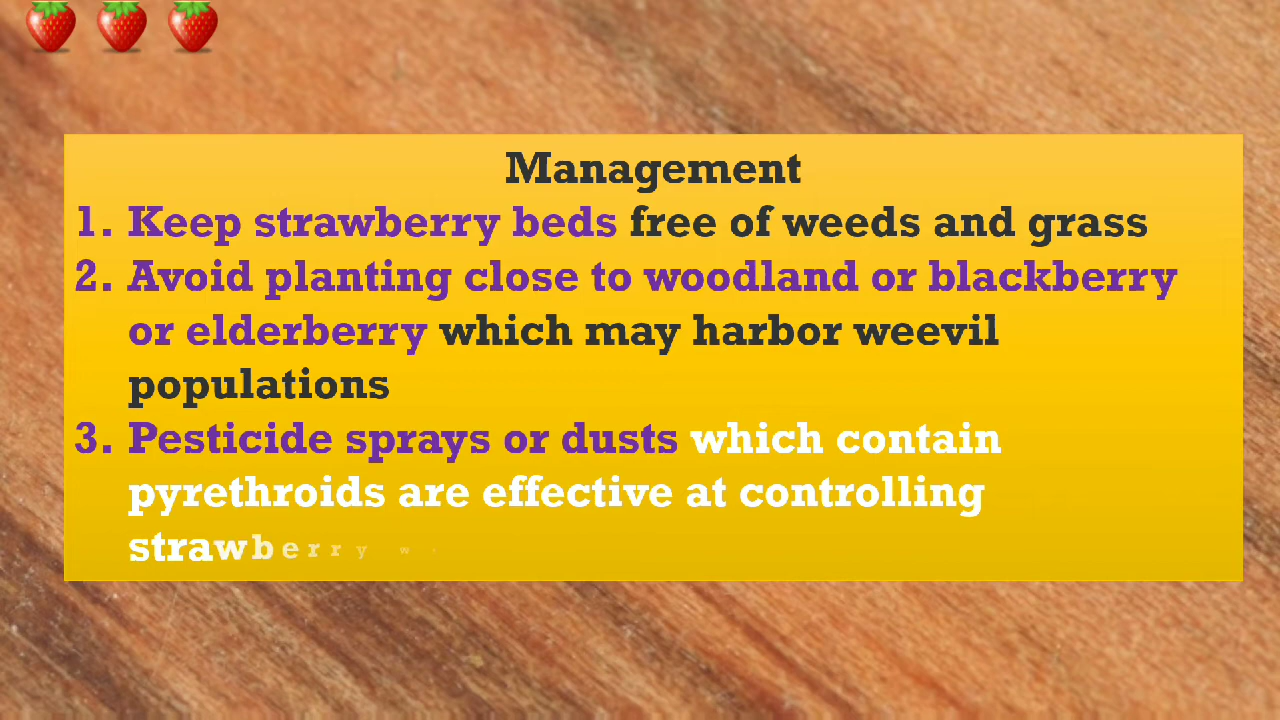 Management
1. Keep strawberry beds free of weeds and grass
2. Avoid planting close to woodland or blackberry
or elderberry which may harbor weevil
populations
3. Pesticide sprays or dusts which contain
pyrethroids are effective at controlling
strawberry w